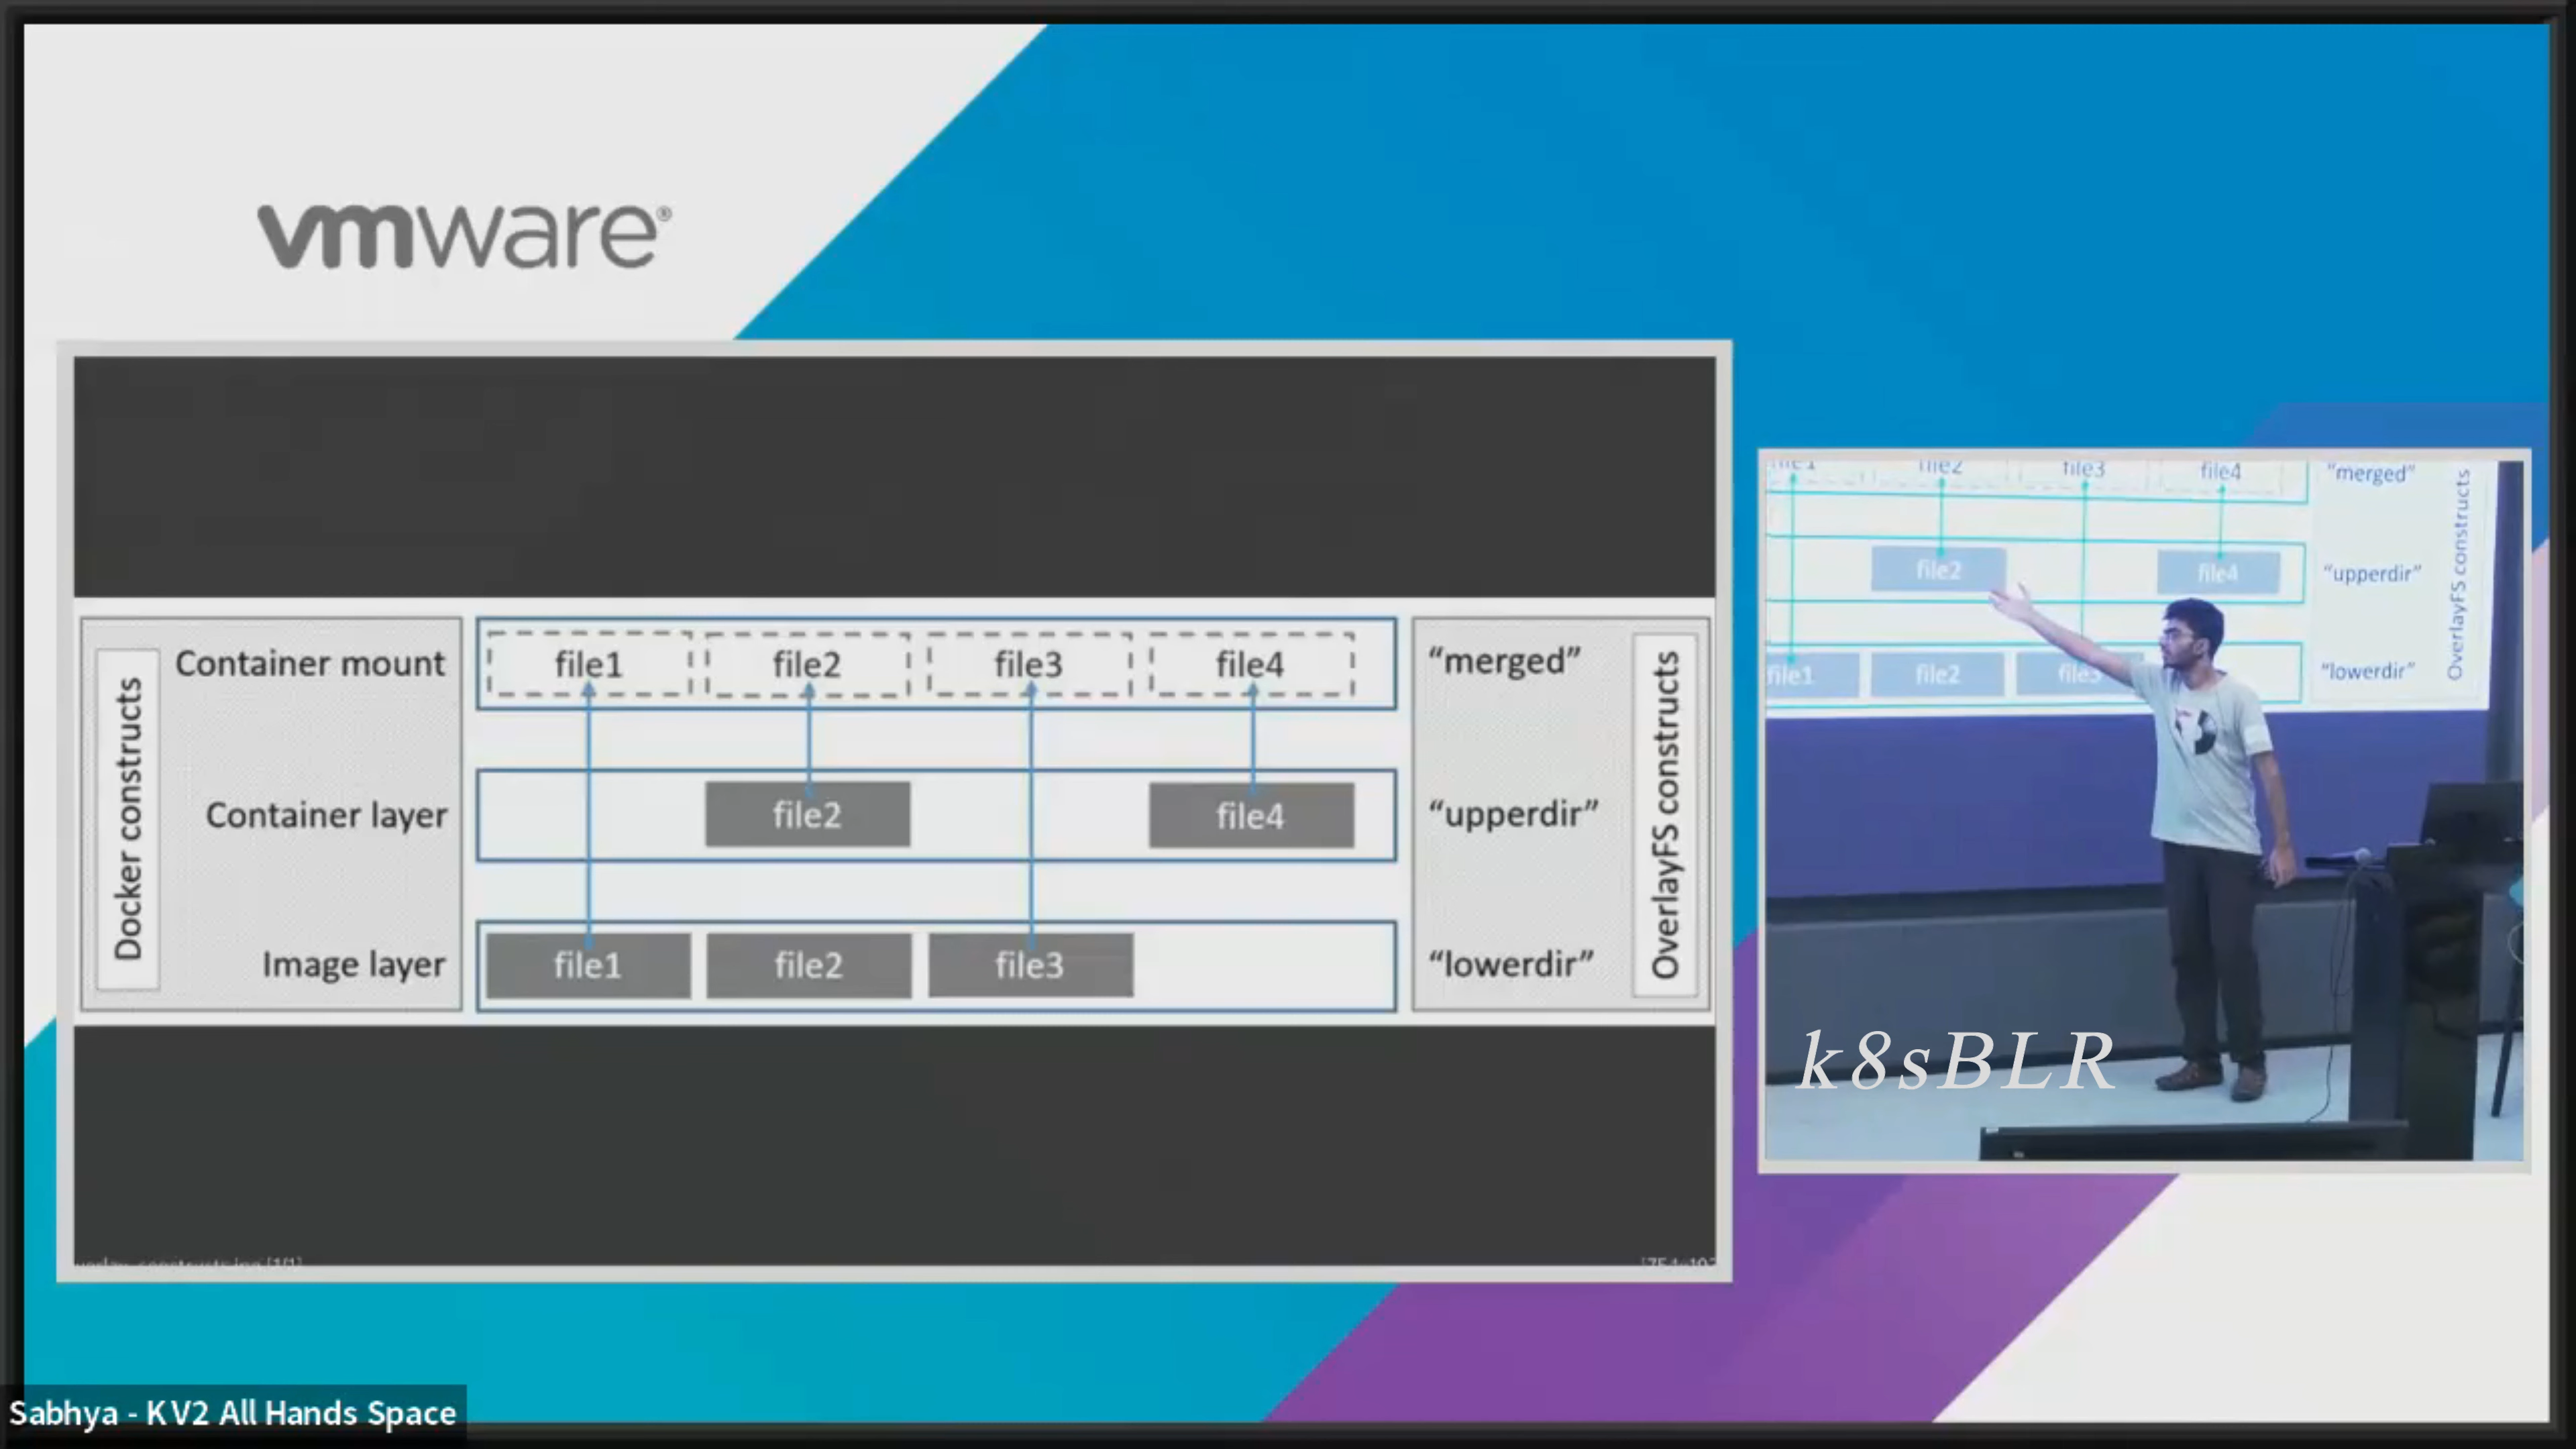 vmware®
Docker constructs
Container mount
file1 file2 file3 file4
"merged"
Container layer
file2 file4
"upperdir"
Image layer
file1 file2 file3
"lowerdir"
OverlayFS constructs
file2 file3 file4
"merged"
file2 file4
"upperdir"
file1 file2 file3
"lowerdir"
OverlayFS constructs
k8sBLR
Sabhya - KV2 All Hands Space